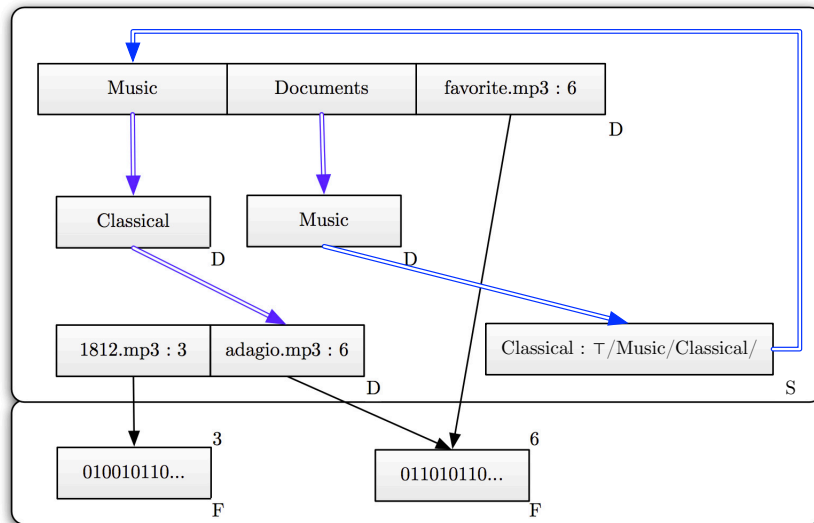 Music
Documents
favorite.mp3 : 6
D
Classical
D
Music
D
1812.mp3 : 3
adagio.mp3 : 6
D
Classical : ⊤/Music/Classical/
S
3
010010110...
F
6
011010110...
F